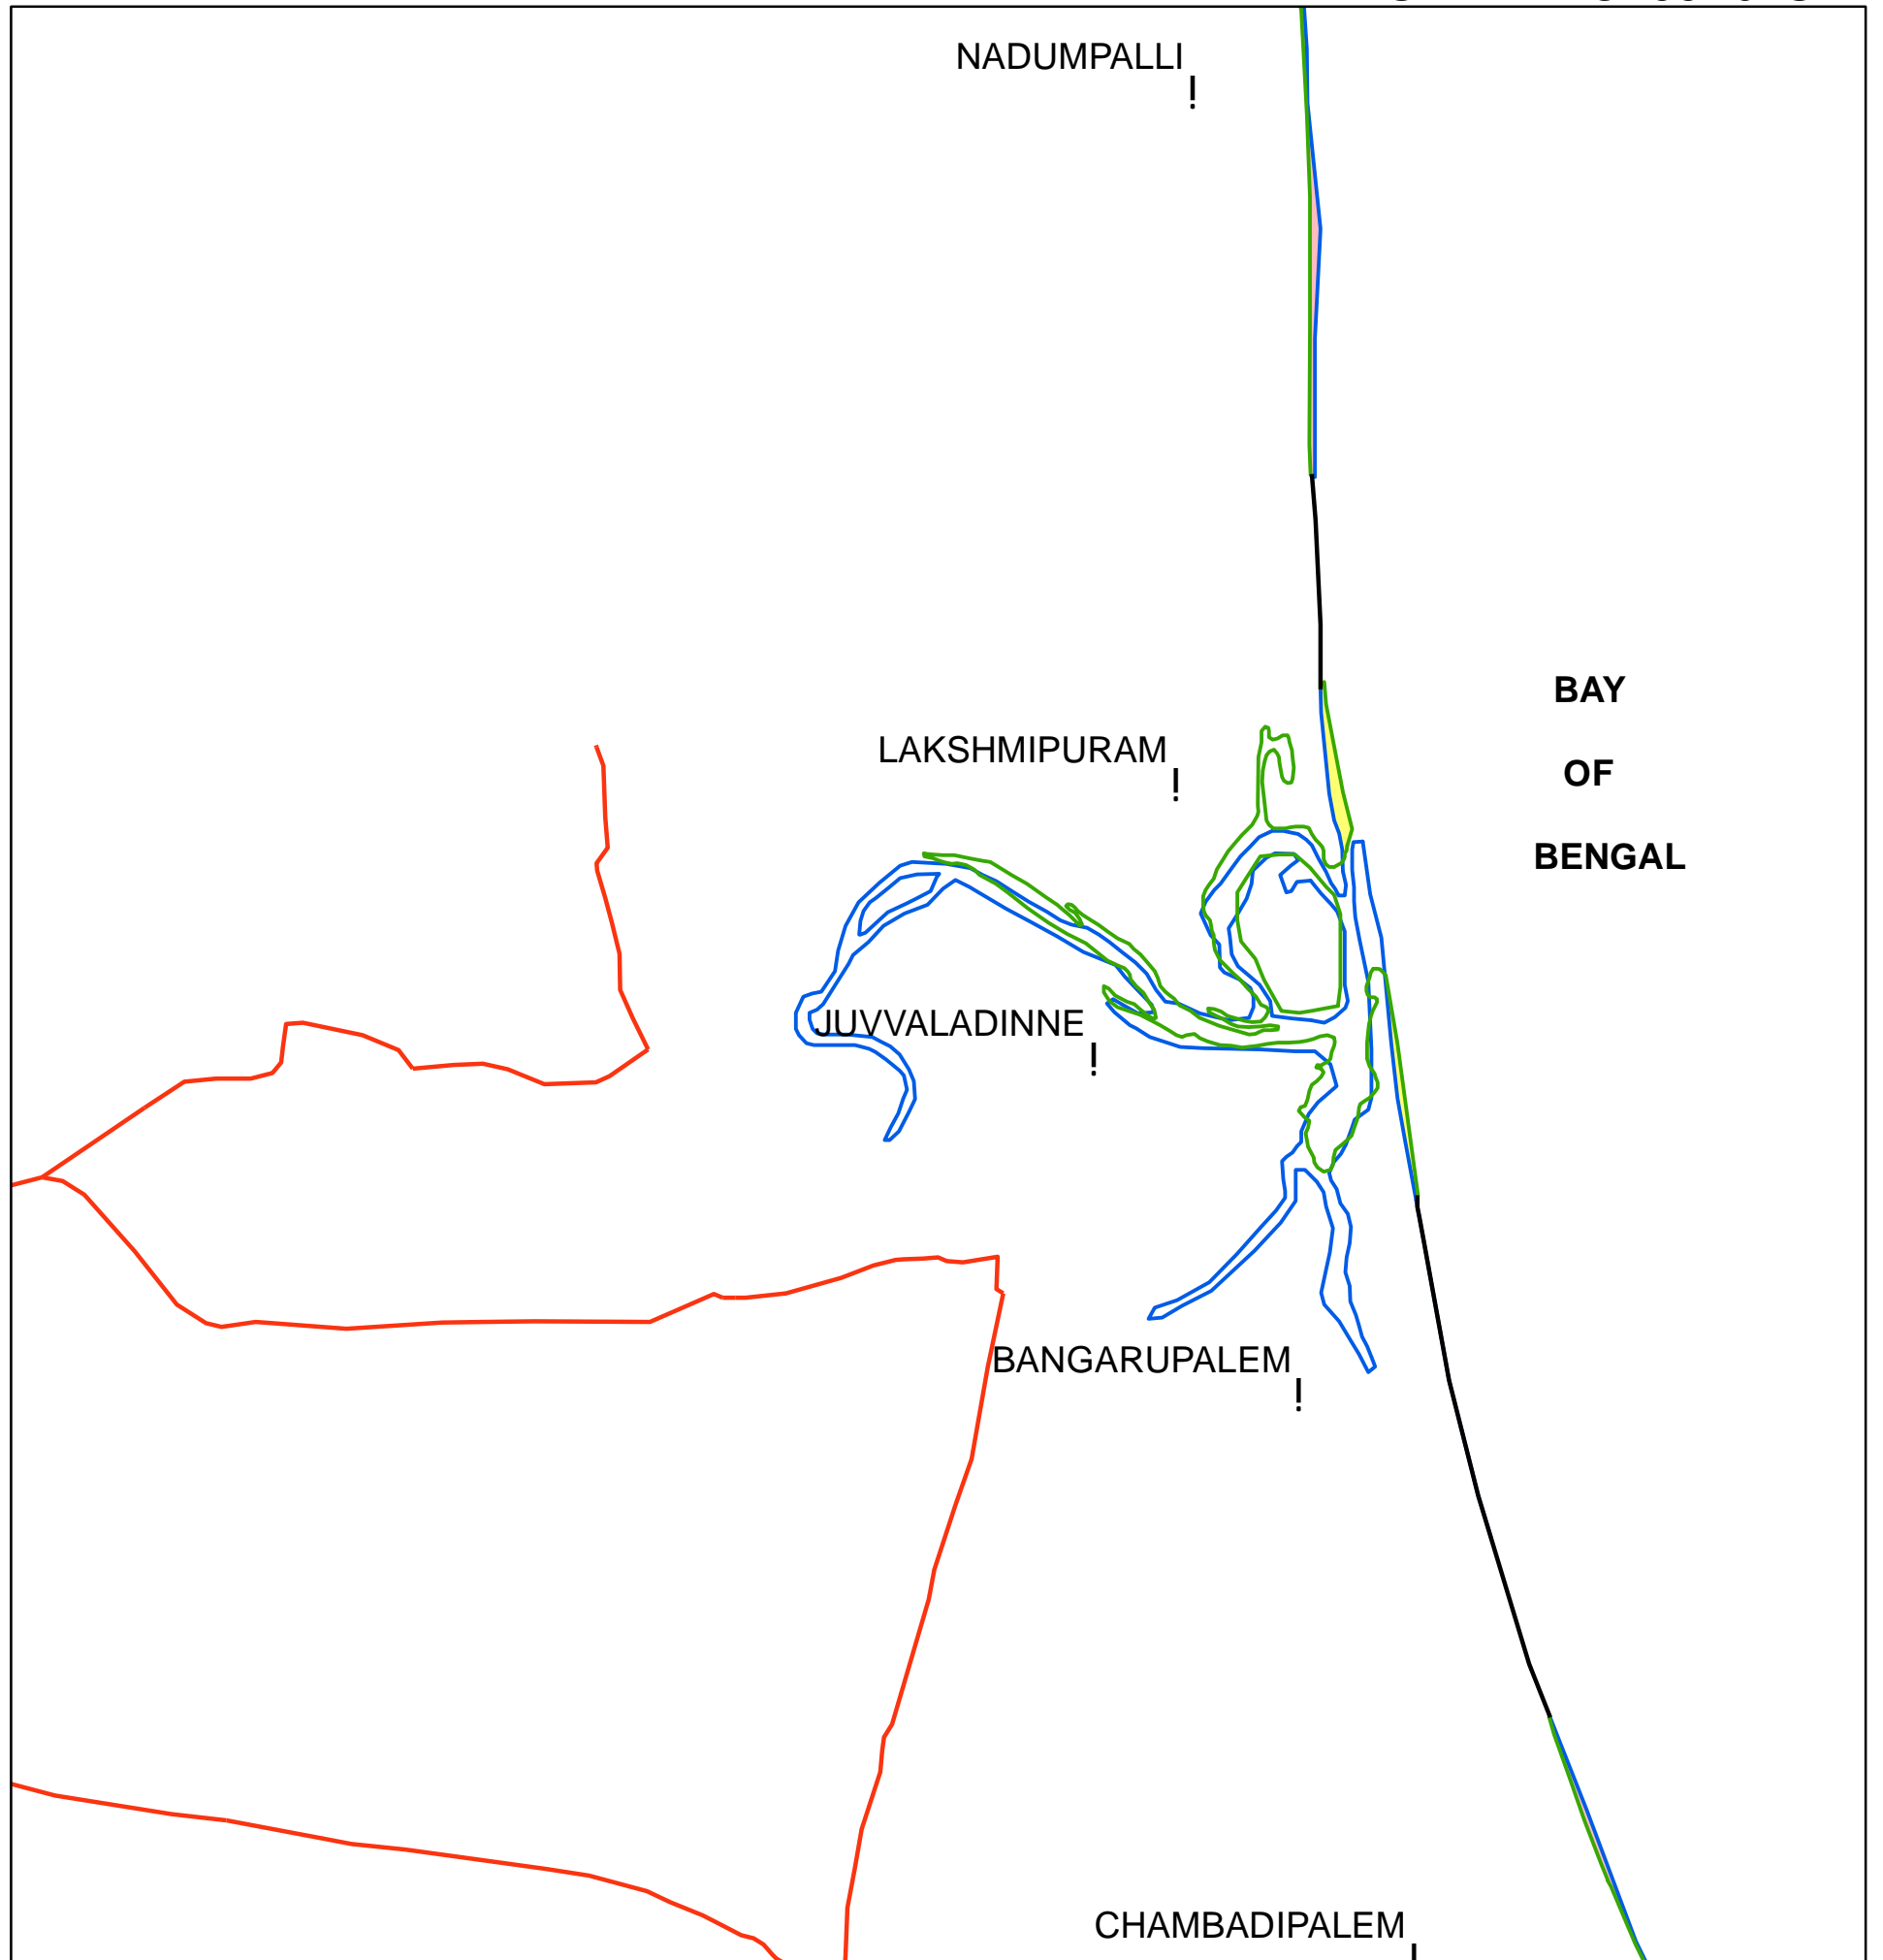 NADUMPALLI
!
BAY
LAKSHMIPURAM
!
OF
BENGAL
JUVVALADINNE
!
BANGARUPALEM
!
CHAMBADIPALEM
!